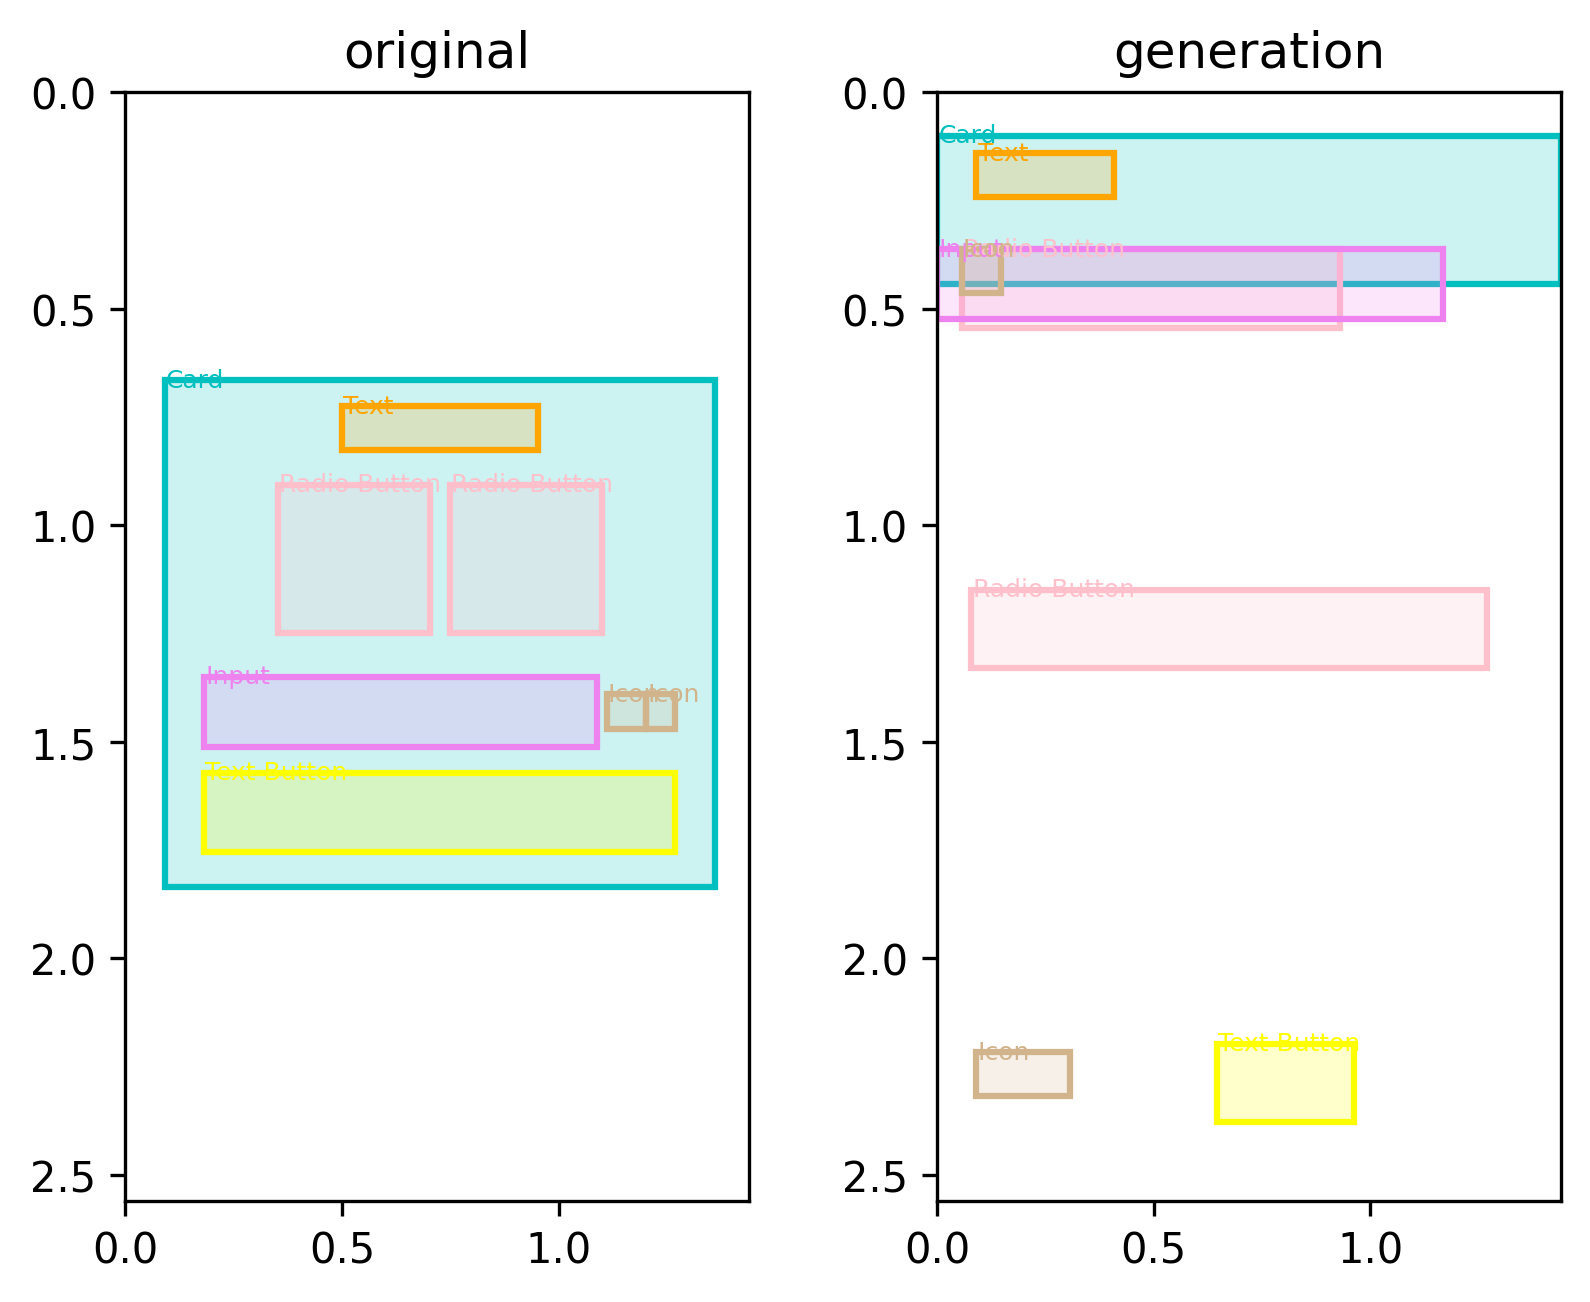 original
0.0
0.5
1.0
1.5
2.0
2.5
0.0 0.5 1.0
Card
Text
Radio Button Radio Button
Input
Icon Icon
Text Button
generation
0.0
0.5
1.0
1.5
2.0
2.5
0.0 0.5 1.0
Card
Text
Input Radio Button
Icon
Radio Button
Icon
Text Button